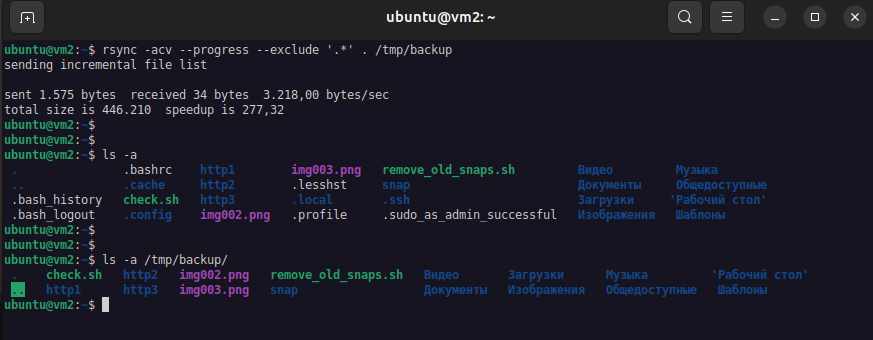 ubuntu@vm2: ~
ubuntu@vm2:~$ rsync -acv --progress --exclude '.*' . /tmp/backup
sending incremental file list

sent 1.575 bytes  received 34 bytes  3.218,00 bytes/sec
total size is 446.210  speedup is 277,32
ubuntu@vm2:~$
ubuntu@vm2:~$
ubuntu@vm2:~$ ls -a
.              .bashrc   http1       img003.png   remove_old_snaps.sh         Видео         Музыка
..             .cache    http2       .lesshst     snap                        Документы     Общедоступные
.bash_history  check.sh  http3       .local       .ssh                        Загрузки     'Рабочий стол'
.bash_logout   .config   img002.png  .profile     .sudo_as_admin_successful   Изображения   Шаблоны
ubuntu@vm2:~$
ubuntu@vm2:~$
ubuntu@vm2:~$ ls -a /tmp/backup/
.    check.sh   http2   img002.png   remove_old_snaps.sh   Видео       Загрузки      Музыка         'Рабочий стол'
..   http1      http3   img003.png   snap                  Документы   Изображения   Общедоступные   Шаблоны
ubuntu@vm2:~$